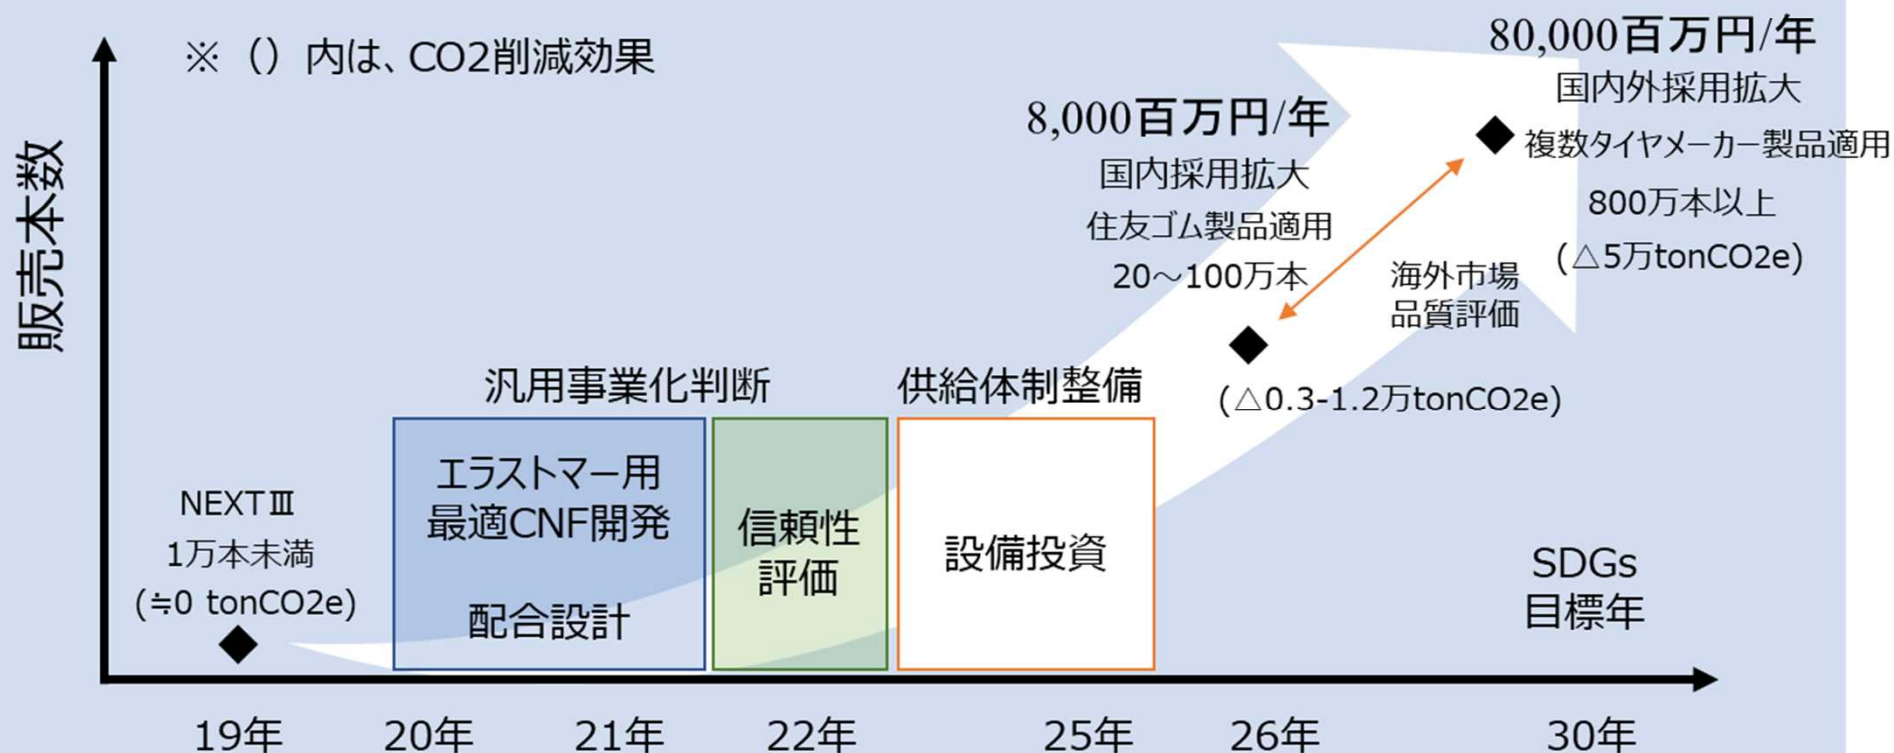 ※（）内は、CO2削減効果
販売本数
80,000百万円/年
国内外採用拡大
複数タイヤメーカー製品適用
800万本以上
(△5万tonCO2e)
8,000百万円/年
国内採用拡大
住友ゴム製品適用
20～100万本
海外市場
品質評価
(△0.3-1.2万tonCO2e)
汎用事業化判断
供給体制整備
エラストマー用
最適CNF開発
配合設計
信頼性
評価
設備投資
NEXTⅢ
1万本未満
(≒0 tonCO2e)
SDGs
目標年
19年
20年
21年
22年
25年
26年
30年